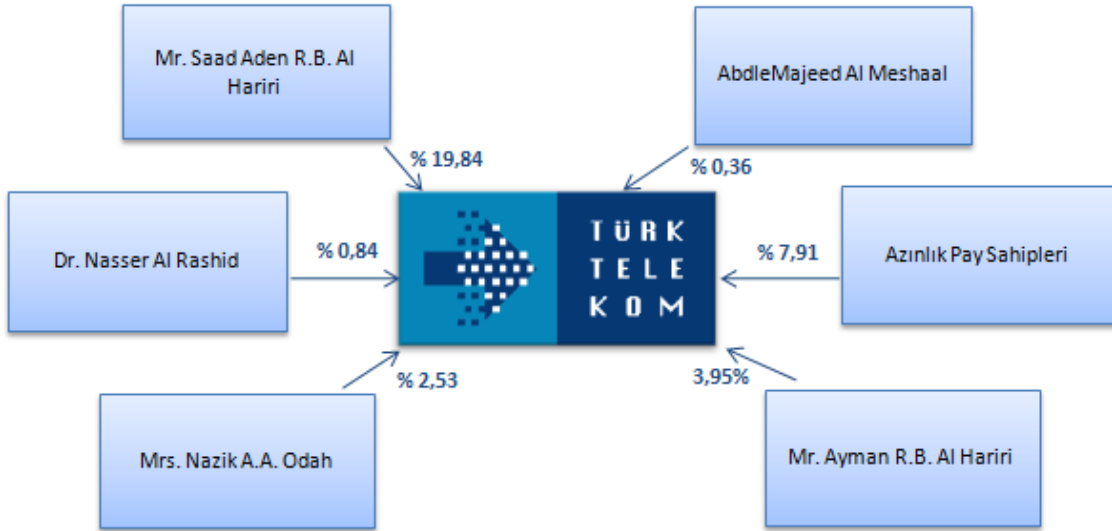 Mr. Saad Aden R.B. Al
Hariri
AbdleMajeed Al Meshaal
% 19,84
% 0,36
Dr. Nasser Al Rashid
% 0,84
TÜRK
TELE
KOM
% 7,91
Azınlık Pay Sahipleri
% 2,53
3,95%
Mrs. Nazik A.A. Odah
Mr. Ayman R.B. Al Hariri